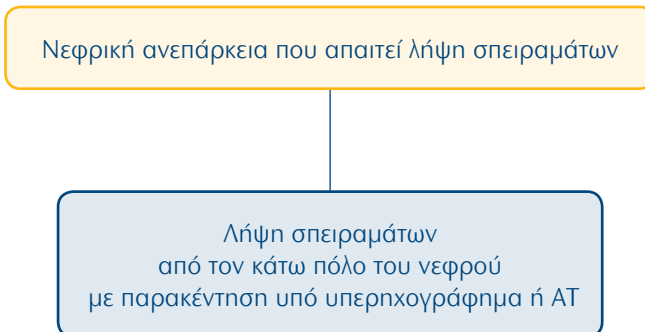 Νεφρική ανεπάρκεια που απαιτεί λήψη σπειραμάτων
Λήψη σπειραμάτων
από τον κάτω πόλο του νεφρού
με παρακέντηση υπό υπερηχογράφημα ή ΑΤ